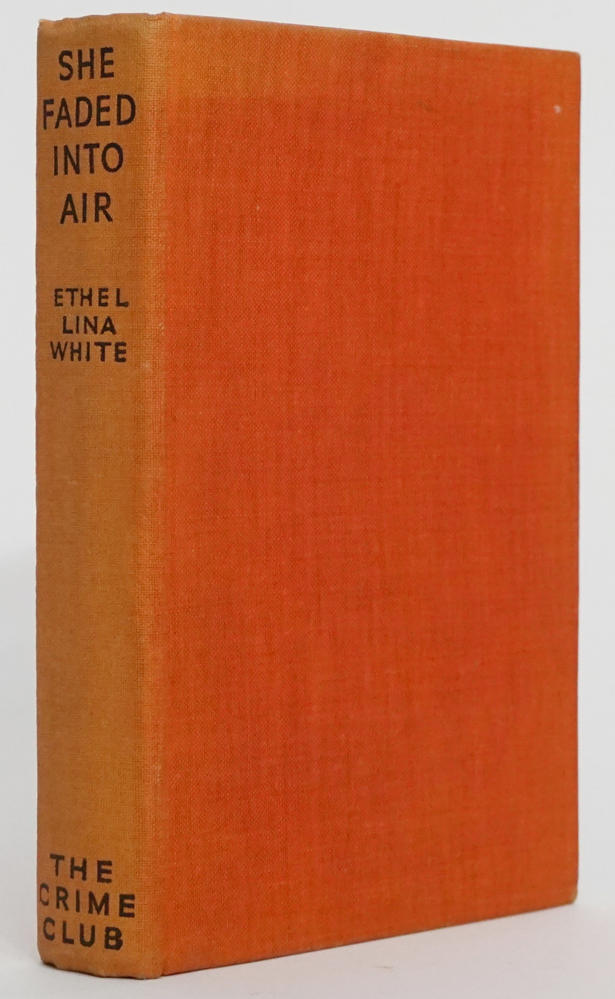 SHE
FADED
INTO
AIR
ETHEL
LINA
WHITE
THE
CRIME
CLUB